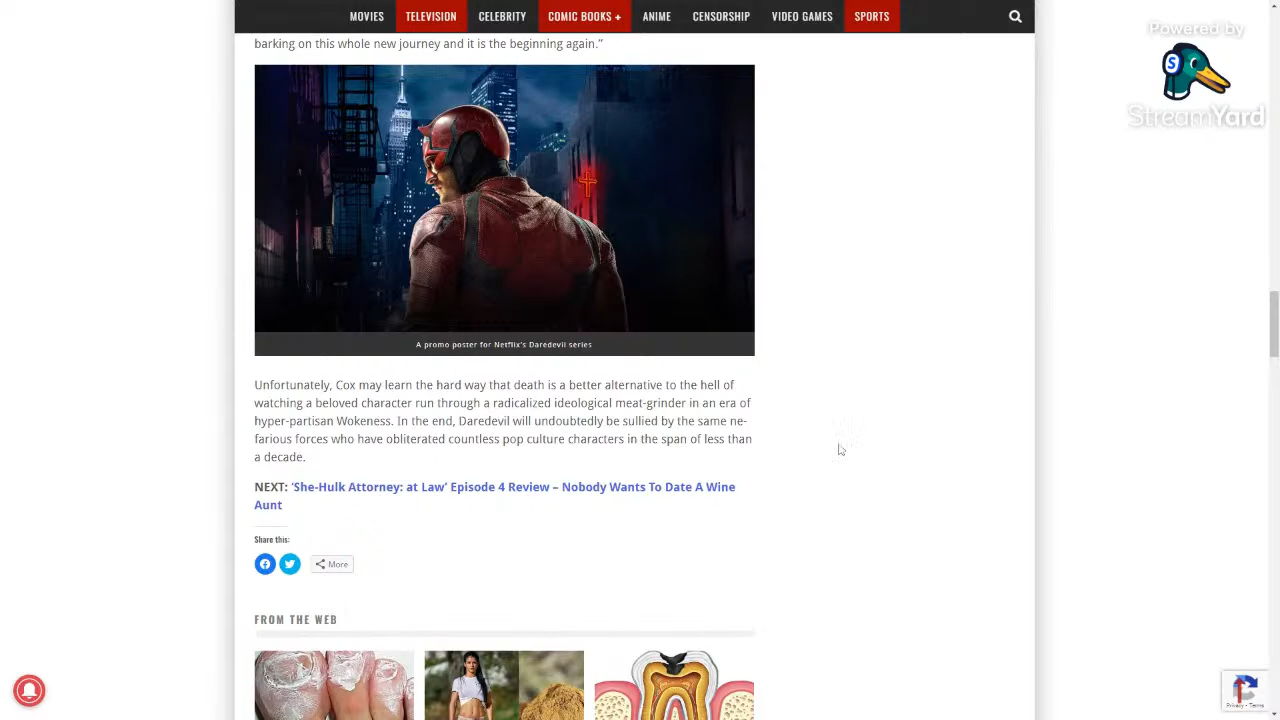 MOVIES TELEVISION CELEBRITY COMIC BOOKS + ANIME CENSORSHIP VIDEO GAMES SPORTS
Powered by
S
StreamYard
barking on this whole new journey and it is the beginning again.”
A promo poster for Netflix's Daredevil series
Unfortunately, Cox may learn the hard way that death is a better alternative to the hell of
watching a beloved character run through a radicalized ideological meat-grinder in an era of
hyper-partisan Wokeness. In the end, Daredevil will undoubtedly be sullied by the same ne-
farious forces who have obliterated countless pop culture characters in the span of less than
a decade.
NEXT: ‘She-Hulk Attorney: at Law’ Episode 4 Review – Nobody Wants To Date A Wine
Aunt
Share this:
More
FROM THE WEB
Privacy - Terms